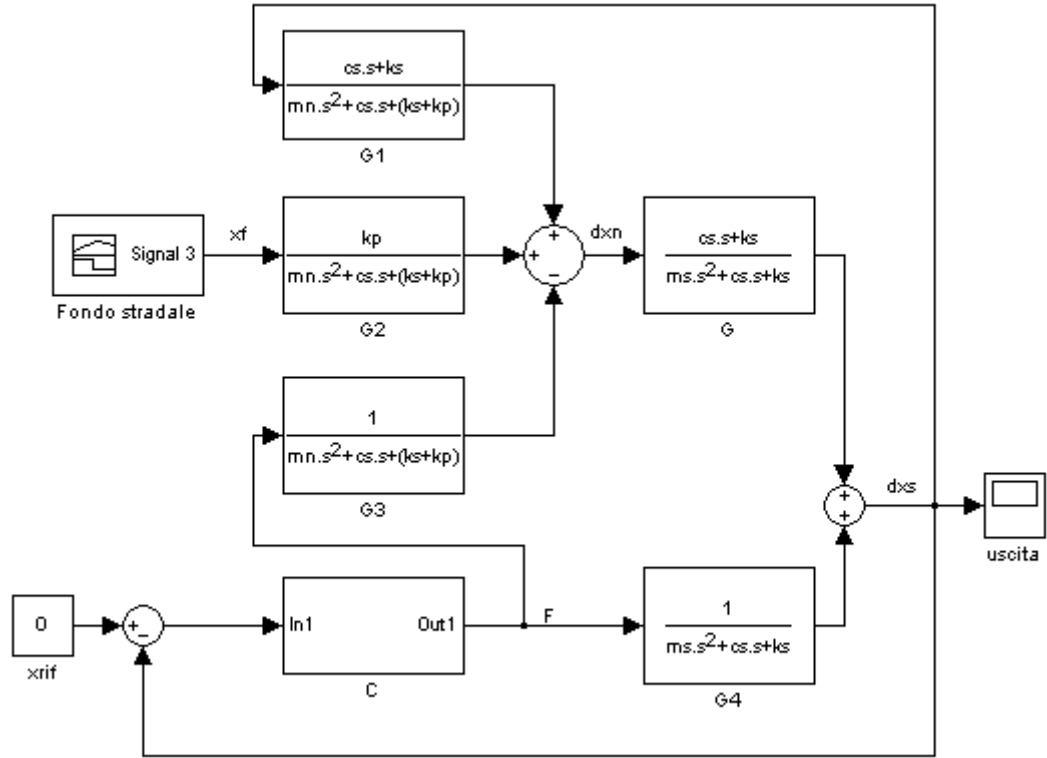 cs.s+ks
mn.s2+cs.s+(ks+kp)
G1
Signal 3
Fondo stradale
xf
kp
mn.s2+cs.s+(ks+kp)
G2
+
+
−
dxn
cs.s+ks
ms.s2+cs.s+ks
G
1
mn.s2+cs.s+(ks+kp)
G3
+
+
dxs
uscita
0
xrif
+
−
In1
Out1
C
F
1
ms.s2+cs.s+ks
G4